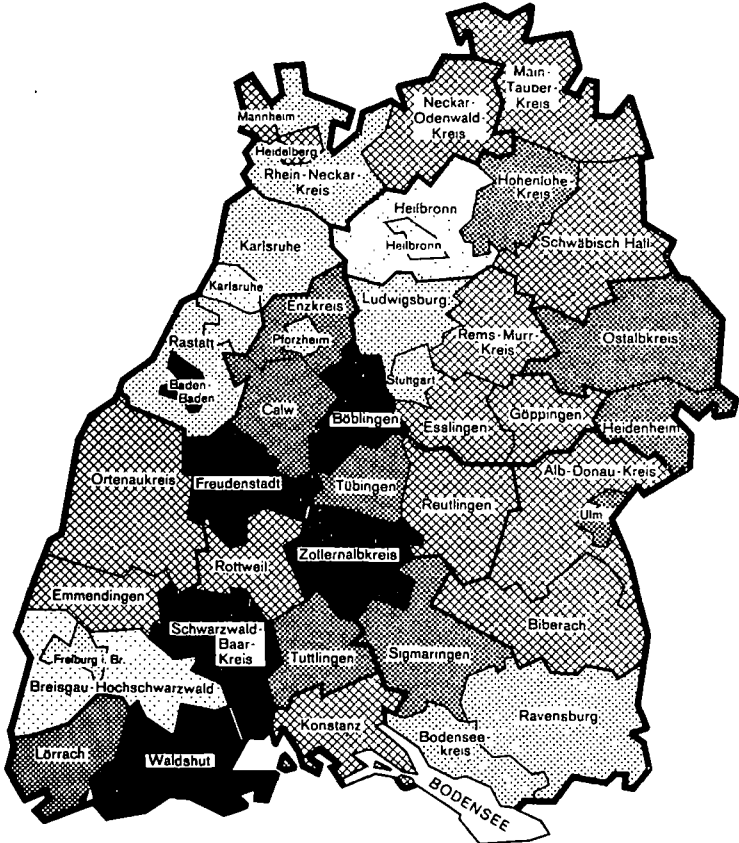 Main-
Tauber-
Kreis
Neckar-
Odenwald-
Kreis
Mannheim
Heidelberg
Rhein-Neckar-
Kreis
Hohenlohe-
Kreis
Heilbronn
Heilbronn
Schwäbisch Hall
Karlsruhe
Karlsruhe
Enzkreis
Ludwigsburg
Pforzheim
Rems-Murr-
Kreis
Ostalbkreis
Rastatt
Stuttgart
Baden-
Baden
Calw
Böblingen
Esslingen
Göppingen
Heidenheim
Alb-Donau-Kreis
Ortenaukreis
Freudenstadt
Tübingen
Reutlingen
Ulm
Rottweil
Zollernalbkreis
Emmendingen
Biberach
Schwarzwald-
Baar-
Kreis
Freiburg i. Br.
Tuttlingen
Sigmaringen
Breisgau-Hochschwarzwald
Konstanz
Ravensburg
Bodensee-
kreis
Lörrach
Waldshut
BODENSEE